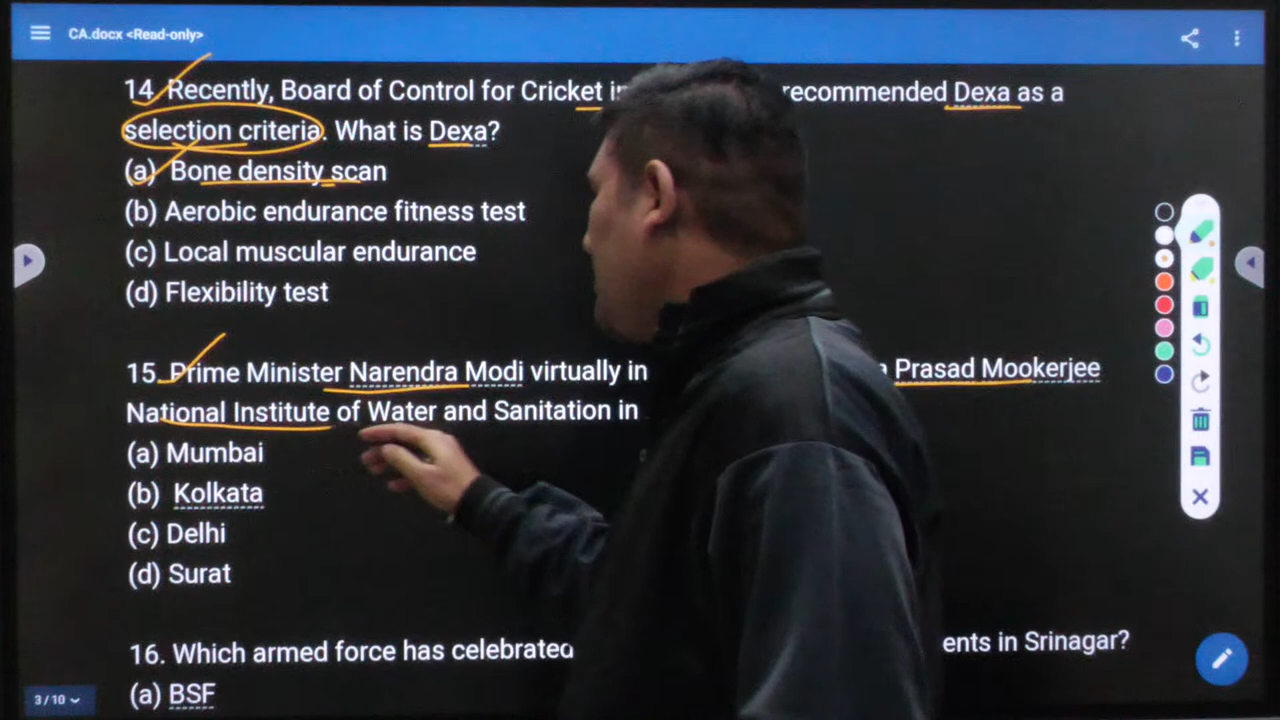 CA.docx <Read-only>
14. Recently, Board of Control for Cricket in recommended Dexa as a
selection criteria. What is Dexa?
(a) Bone density scan
(b) Aerobic endurance fitness test
(c) Local muscular endurance
(d) Flexibility test
15. Prime Minister Narendra Modi virtually Prasad Mookerjee
National Institute of Water and Sanitation in
(a) Mumbai
(b) Kolkata
(c) Delhi
(d) Surat
16. Which armed force has celebrated in Srinagar?
(a) BSF
3/10